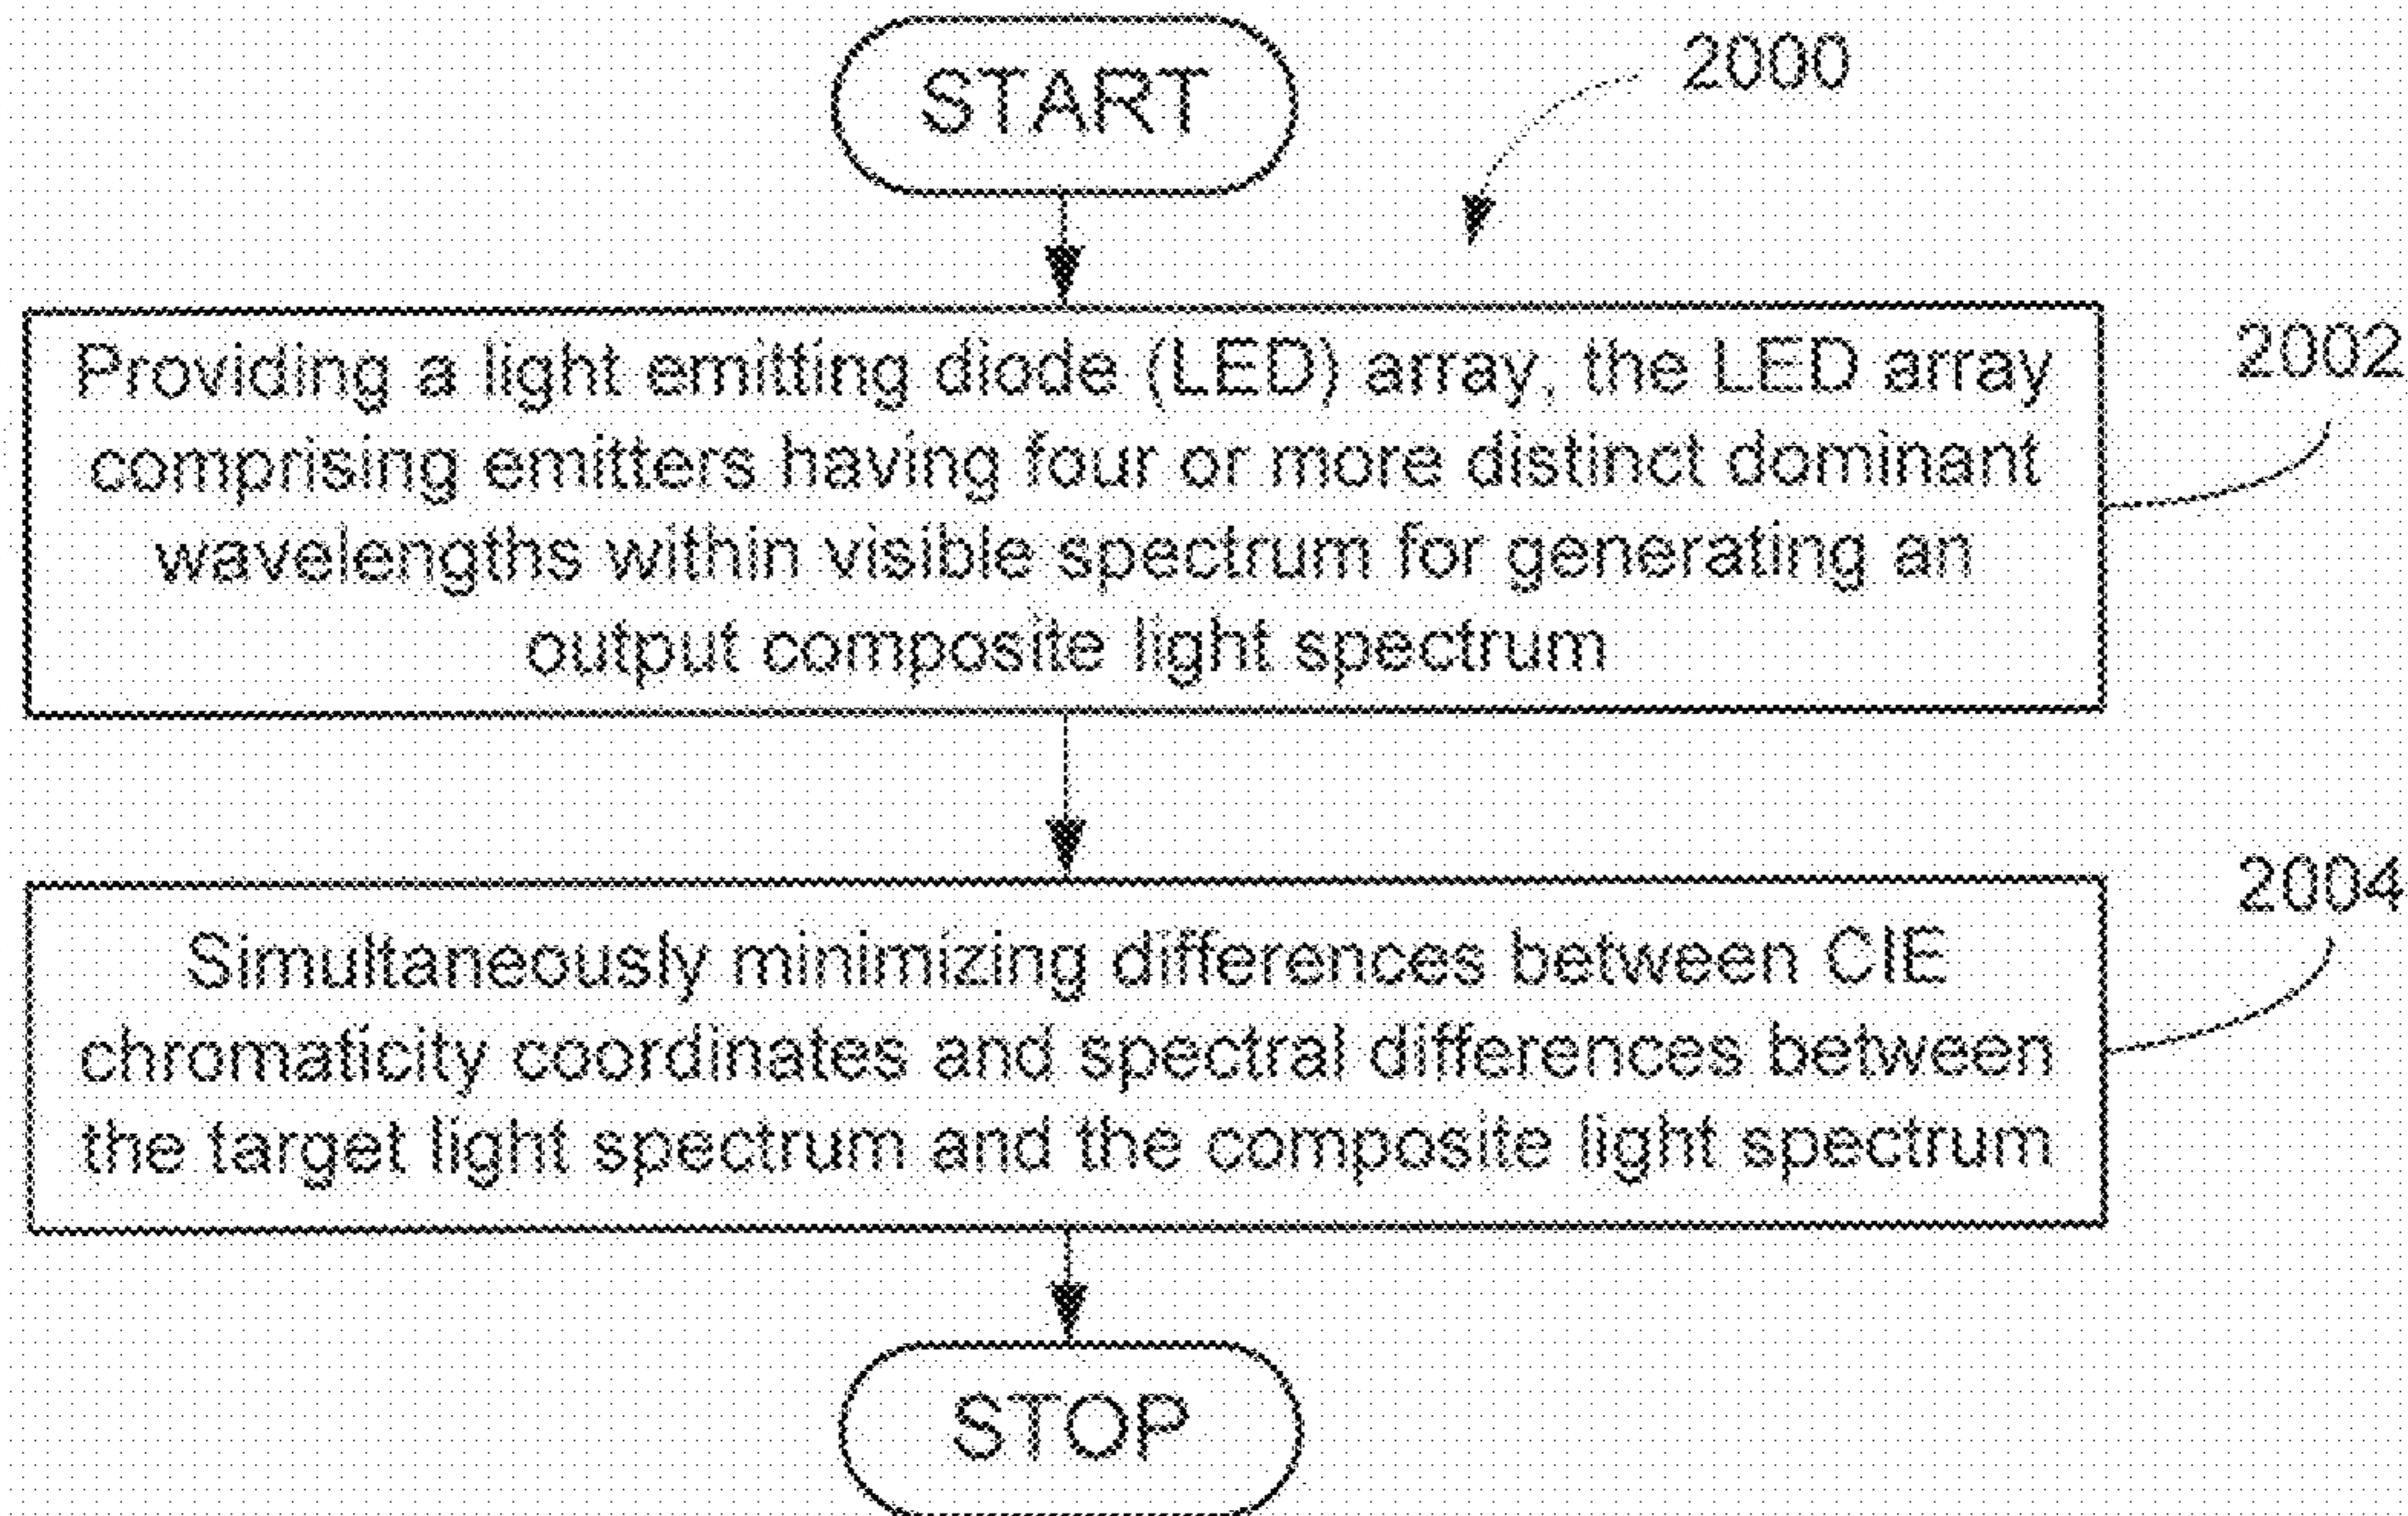 START
2000
Providing a light emitting diode (LED) array, the LED array
comprising emitters having four or more distinct dominant
wavelengths within visible spectrum for generating an
output composite light spectrum
2002
Simultaneously minimizing differences between CIE
chromaticity coordinates and spectral differences between
the target light spectrum and the composite light spectrum
2004
STOP